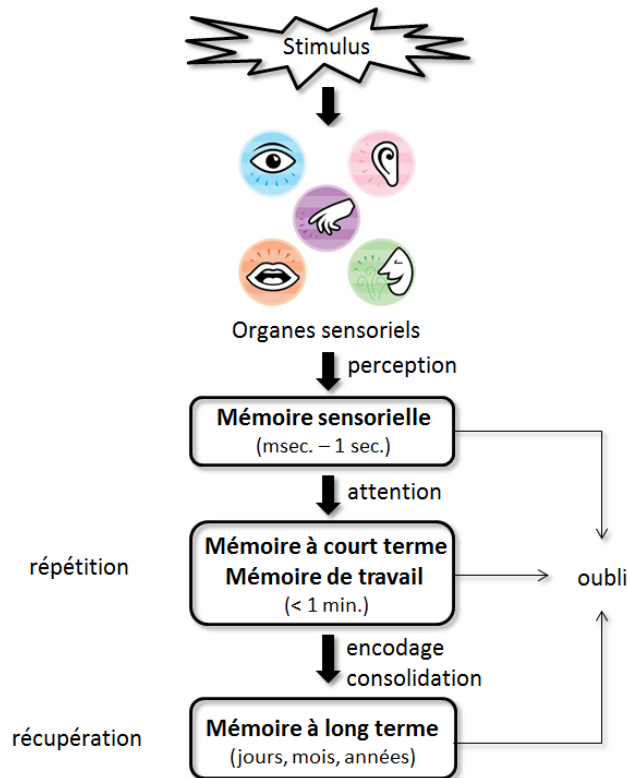 Stimulus
Organes sensoriels
perception
Mémoire sensorielle
(msec. – 1 sec.)
attention
répétition
Mémoire à court terme
Mémoire de travail
(< 1 min.)
oubli
encodage
consolidation
récupération
Mémoire à long terme
(jours, mois, années)